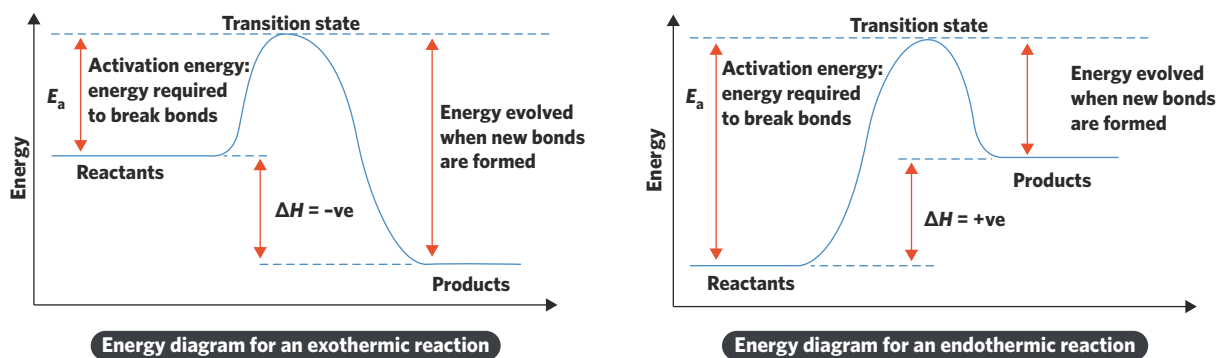 Transition state
Activation energy:
energy required
to break bonds
Eₐ
Energy evolved
when new bonds
are formed
Reactants
ΔH = –ve
Products
Energy
Energy diagram for an exothermic reaction
Transition state
Activation energy:
energy required
to break bonds
Eₐ
Energy evolved
when new bonds
are formed
Products
ΔH = +ve
Reactants
Energy
Energy diagram for an endothermic reaction